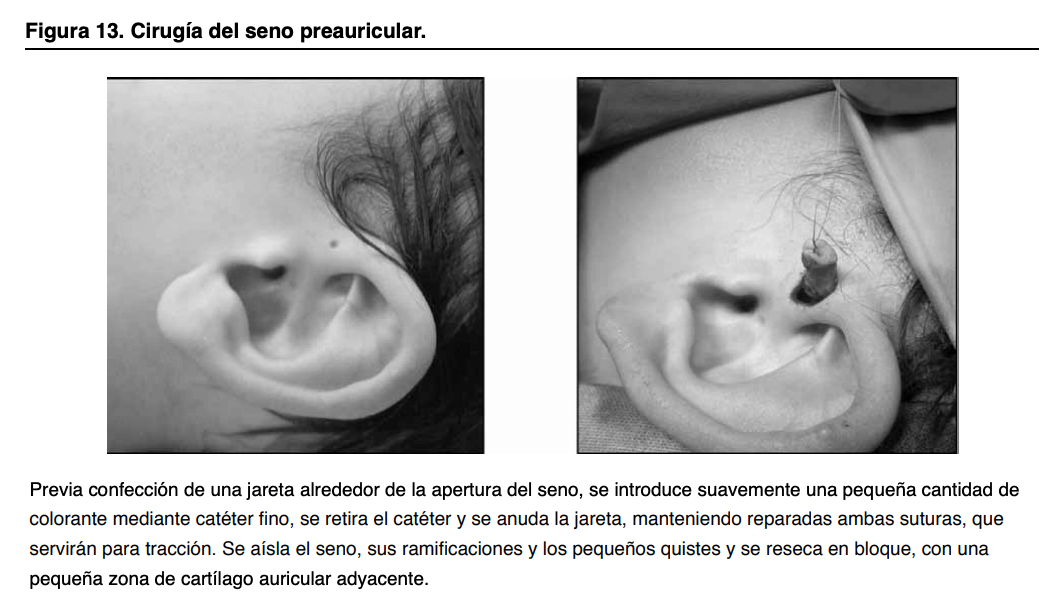 Figura 13. Cirugía del seno preauricular.
Previa confección de una jareta alrededor de la apertura del seno, se introduce suavemente una pequeña cantidad de
colorante mediante catéter fino, se retira el catéter y se anuda la jareta, manteniendo reparadas ambas suturas, que
servirán para tracción. Se aísla el seno, sus ramificaciones y los pequeños quistes y se reseca en bloque, con una
pequeña zona de cartílago auricular adyacente.